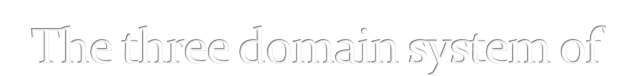 The three domain system of